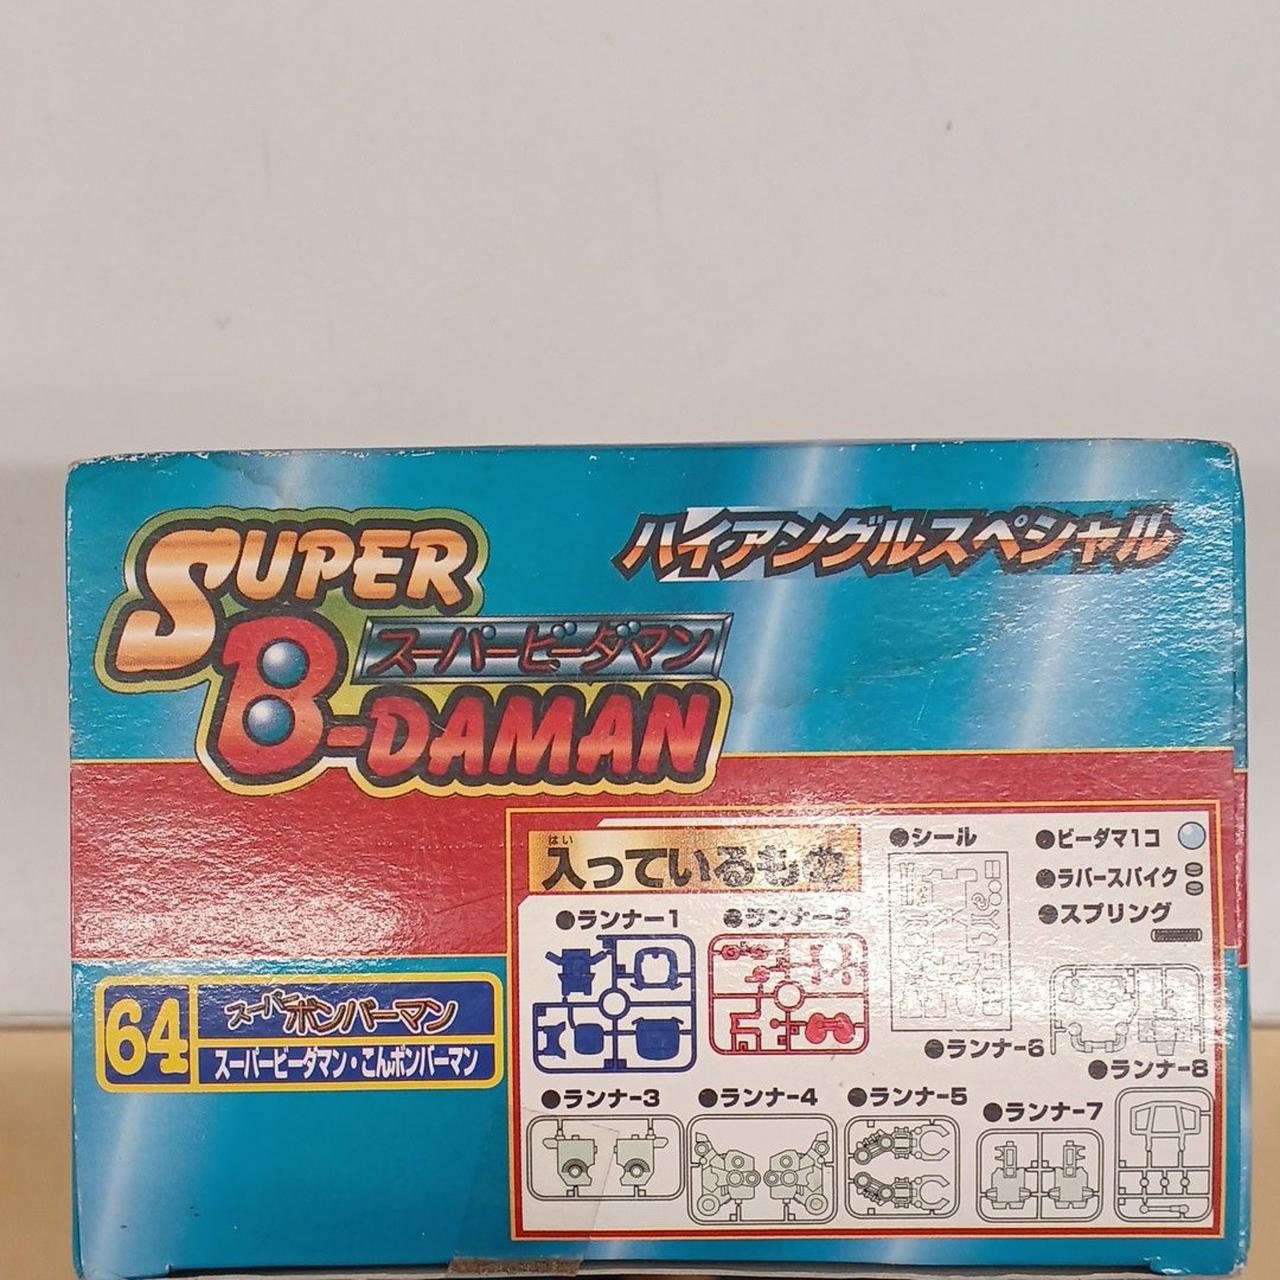 SUPER
スーパービーダマン
B-DAMAN
ハイアングルスペシャル
はい
入っているもの
●シール
●ビーダマ1コ
●ラバースパイク
●スプリング
●ランナー1
●ランナー2
●ランナー6
●ランナー8
●ランナー3
●ランナー4
●ランナー5
●ランナー7
64
スーパーボンバーマン
スーパービーダマン・こんボンバーマン